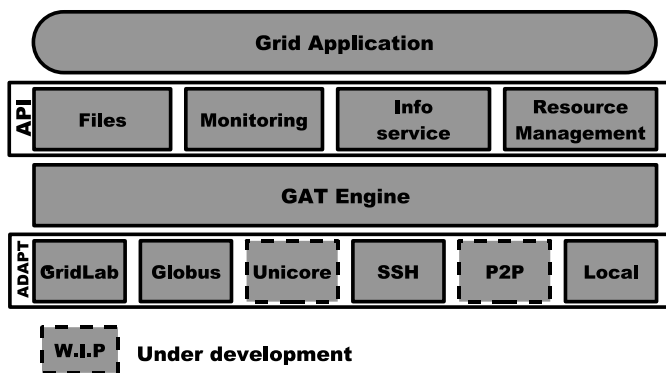 Grid Application
API
Files
Monitoring
Info
service
Resource
Management
GAT Engine
ADAPT
GridLab
Globus
Unicore
SSH
P2P
Local
W.I.P
Under development